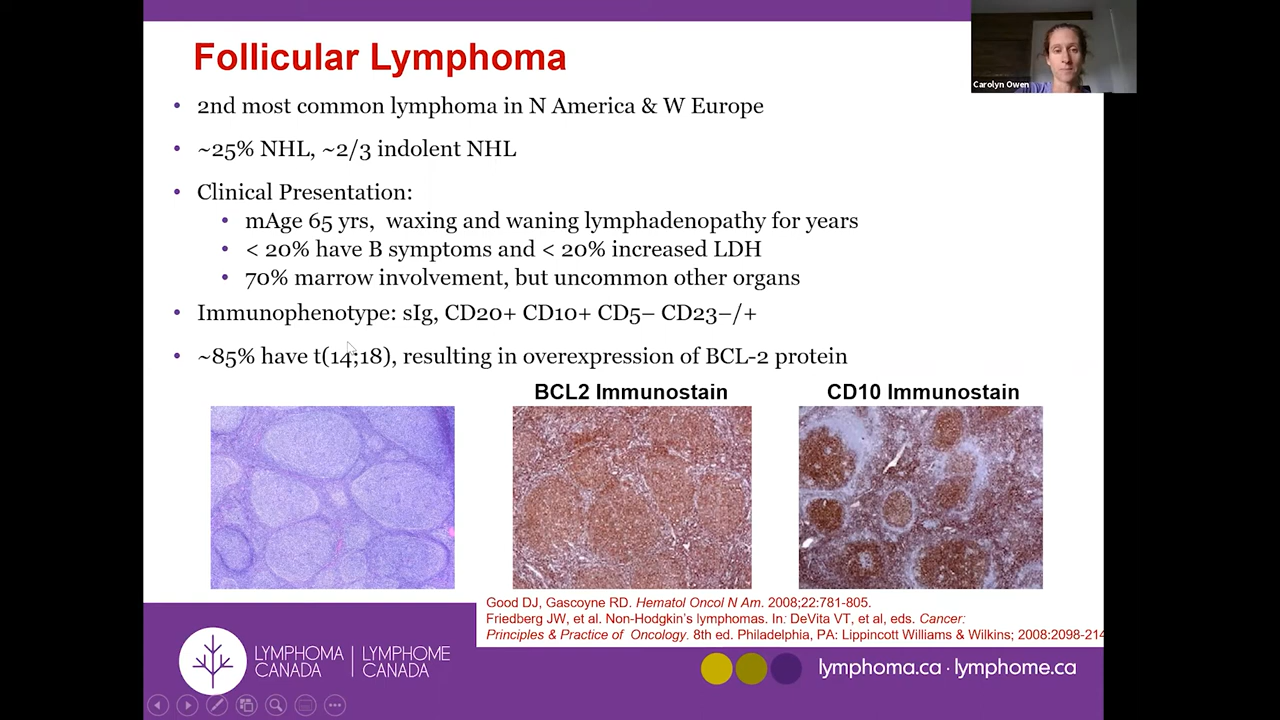 Follicular Lymphoma
Carolyn Owen
• 2nd most common lymphoma in N America & W Europe
• ~25% NHL, ~2/3 indolent NHL
• Clinical Presentation:
• mAge 65 yrs, waxing and waning lymphadenopathy for years
• < 20% have B symptoms and < 20% increased LDH
• 70% marrow involvement, but uncommon other organs
• Immunophenotype: sIg, CD20+ CD10+ CD5– CD23–/+
• ~85% have t(14;18), resulting in overexpression of BCL-2 protein
BCL2 Immunostain
CD10 Immunostain
Good DJ, Gascoyne RD. Hematol Oncol N Am. 2008;22:781-805.
Friedberg JW, et al. Non-Hodgkin's lymphomas. In: DeVita VT, et al, eds. Cancer:
Principles & Practice of Oncology. 8th ed. Philadelphia, PA: Lippincott Williams & Wilkins; 2008:2098-214
LYMPHOMA CANADA | LYMPHOME CANADA
lymphoma.ca · lymphome.ca